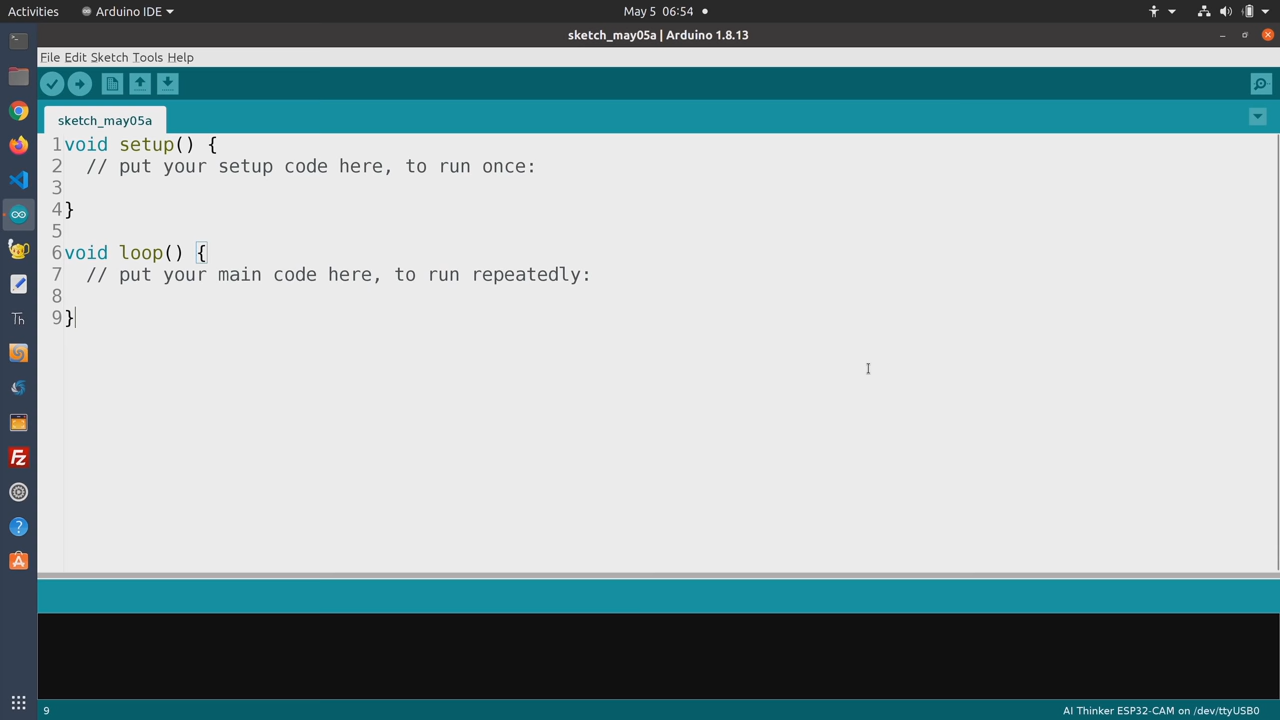 Activities Arduino IDE May 5 06:54
sketch_may05a | Arduino 1.8.13
File Edit Sketch Tools Help
sketch_may05a
1 void setup() {
2 // put your setup code here, to run once:
3
4 }
5
6 void loop() {
7 // put your main code here, to run repeatedly:
8
9 }
Th
Fz
?
A
9 AI Thinker ESP32-CAM on /dev/ttyUSB0